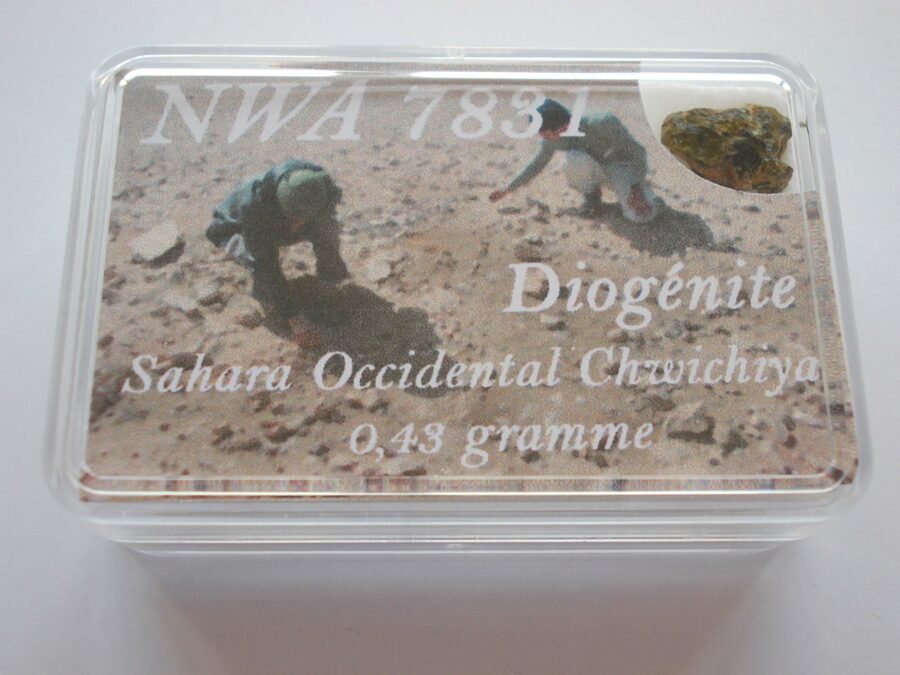 NWA 7831
Diogénite
Sahara Occidental Chwichiya
0,43 gramme